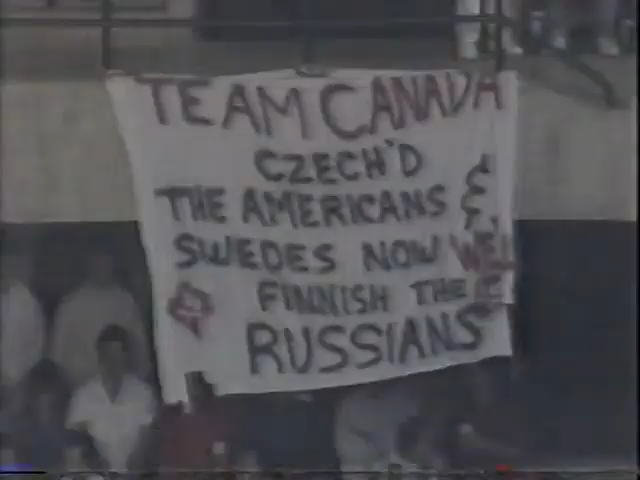 TEAM CANADA
CZECH'D
THE AMERICANS &
SWEDES NOW WE'LL
FINNISH THE
RUSSIANS